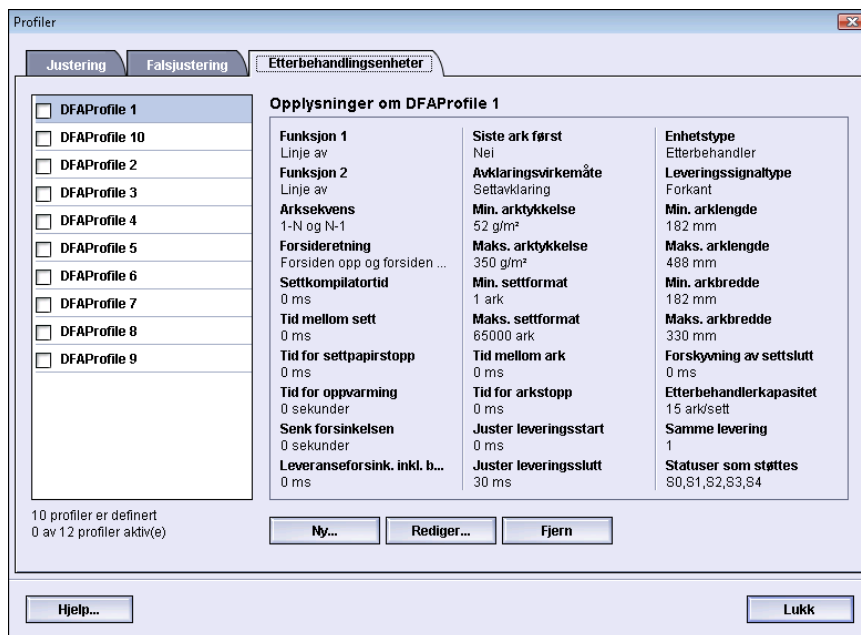 Profiler
Justering
Falsjustering
Etterbehandlingsenheter
DFAProfile 1
DFAProfile 10
DFAProfile 2
DFAProfile 3
DFAProfile 4
DFAProfile 5
DFAProfile 6
DFAProfile 7
DFAProfile 8
DFAProfile 9
10 profiler er definert
0 av 12 profiler aktiv(e)
Opplysninger om DFAProfile 1
Funksjon 1
Linje av
Funksjon 2
Linje av
Arksekvens
1-N og N-1
Forsideretning
Forsiden opp og forsiden ...
Settkompilatortid
0 ms
Tid mellom sett
0 ms
Tid for settpapirstopp
0 ms
Tid for oppvarming
0 sekunder
Senk forsinkelsen
0 sekunder
Leveranseforsink. inkl. b...
0 ms
Siste ark først
Nei
Avklaringsvirkemåte
Settavklaring
Min. arktykkelse
52 g/m²
Maks. arktykkelse
350 g/m²
Min. settformat
1 ark
Maks. settformat
65000 ark
Tid mellom ark
0 ms
Tid for arkstopp
0 ms
Juster leveringsstart
0 ms
Juster leveringsslutt
30 ms
Enhetstype
Etterbehandler
Leveringssignaltype
Forkant
Min. arklengde
182 mm
Maks. arklengde
488 mm
Min. arkbredde
182 mm
Maks. arkbredde
330 mm
Forskyvning av settslutt
0 ms
Etterbehandlerkapasitet
15 ark/sett
Samme levering
1
Statuser som støttes
S0,S1,S2,S3,S4
Ny...
Rediger...
Fjern
Hjelp...
Lukk